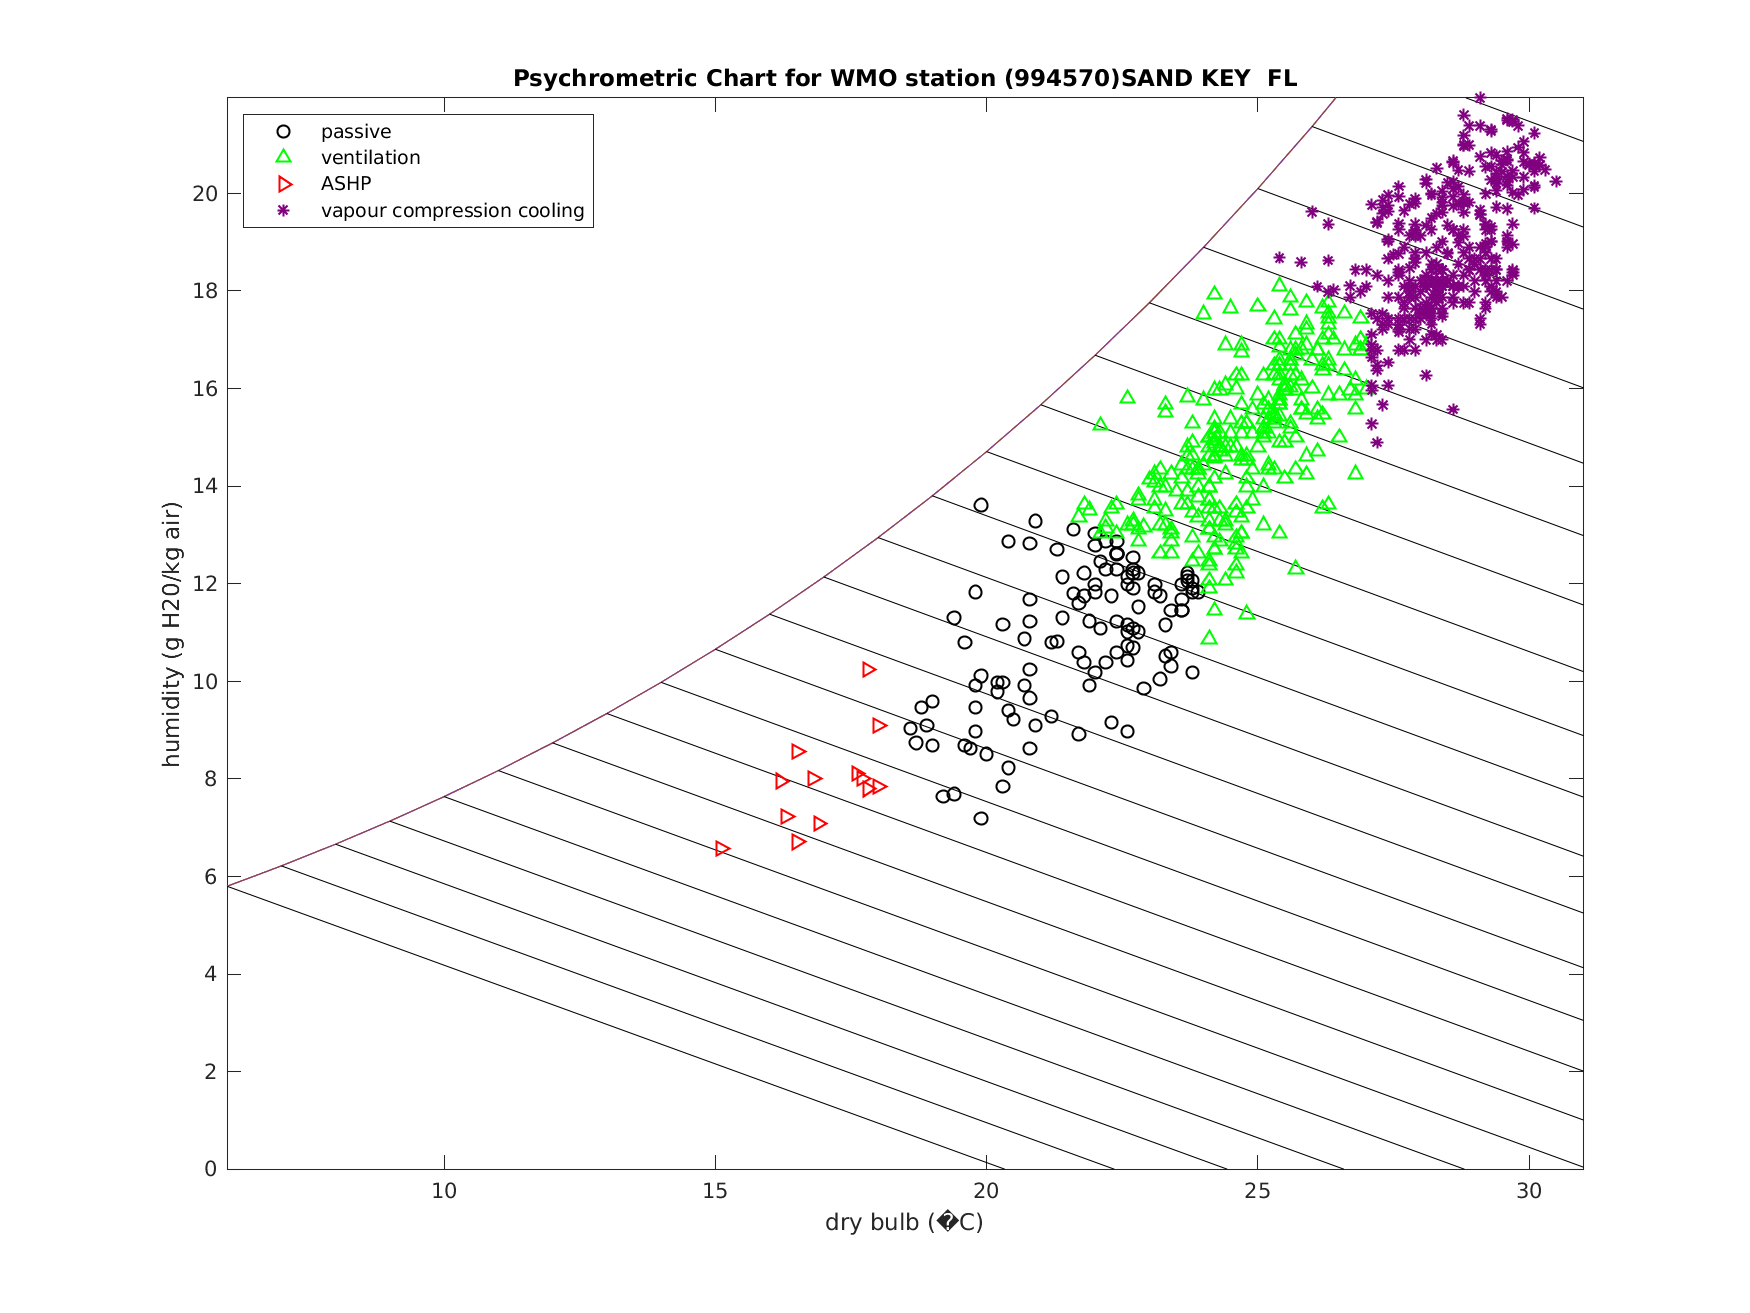 Psychrometric Chart for WMO station (994570)SAND KEY  FL
passive
ventilation
ASHP
vapour compression cooling
humidity (g H20/kg air)
20
18
16
14
12
10
8
6
4
2
0
10
15
20
25
30
dry bulb (�C)